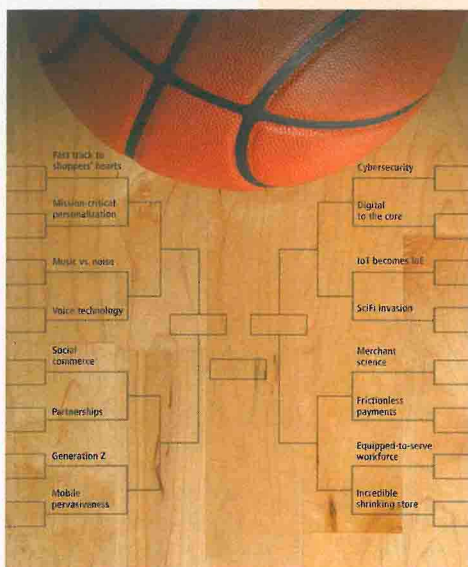 Fast track to
shoppers' hearts
Mission-critical
personalization
Music vs. noise
Voice technology
Social
commerce
Partnerships
Generation Z
Mobile
pervasiveness
Cybersecurity
Digital
to the core
IoT becomes IoE
SciFi invasion
Merchant
science
Frictionless
payments
Equipped-to-serve
workforce
Incredible
shrinking store